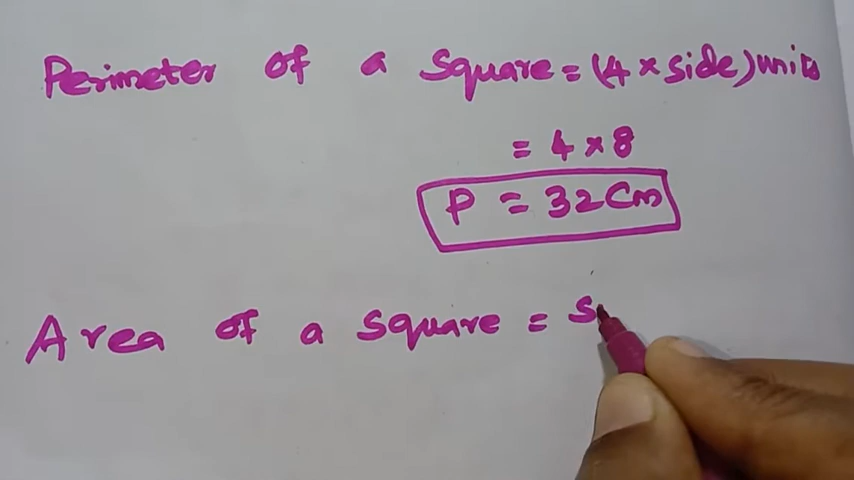 Perimeter of a square = (4 × side) units
= 4 × 8
P = 32 Cm
Area of a square = s